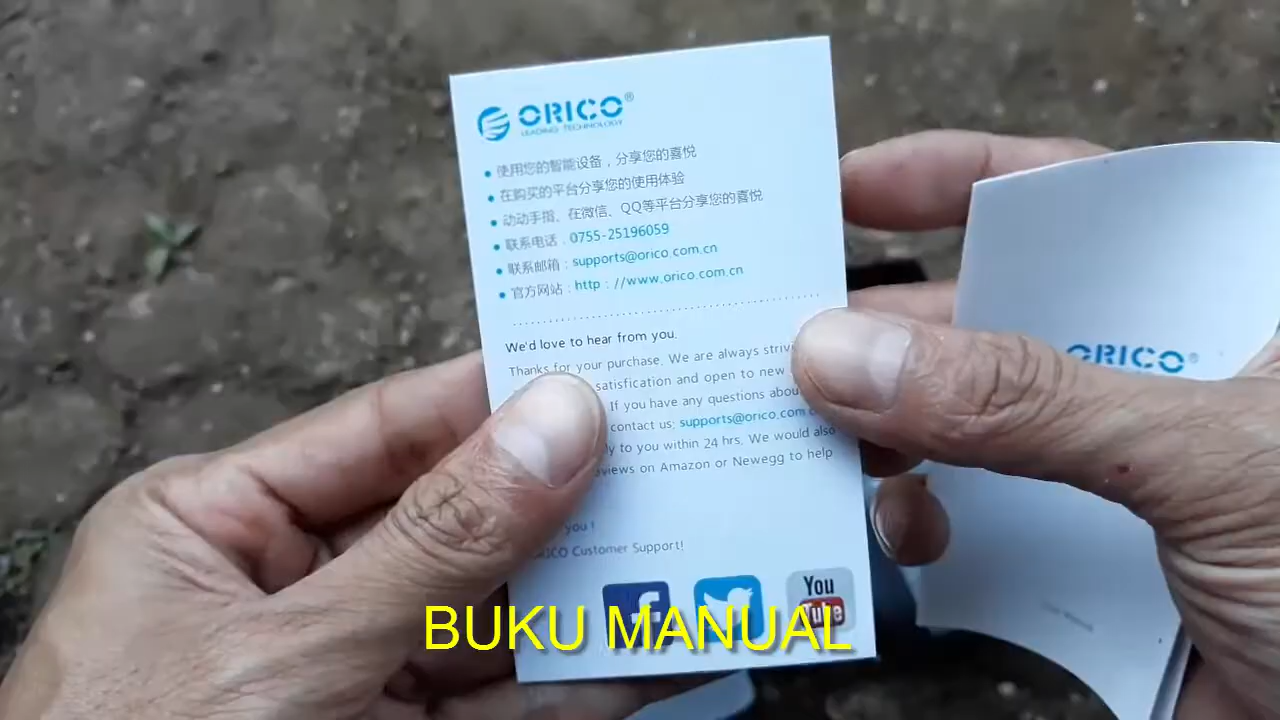 ORICO®
LEADING TECHNOLOGY
• 使用您的智能设备，分享您的喜悦
• 在购买的平台分享您的使用体验
• 动动手指、在微信、QQ等平台分享您的喜悦
• 联系电话：0755-25196059
• 联系邮箱：supports@orico.com.cn
• 官方网站：http：//www.orico.com.cn
We'd love to hear from you.
Thanks for your purchase. We are always
satisfication and open to new
If you have any questions
contact us; supports@orico.com
to you within 24 hrs. We would also
on Amazon or Newegg to help
you !
ORICO Customer Support!
f
You
Tube
BUKU MANUAL
ORICO®